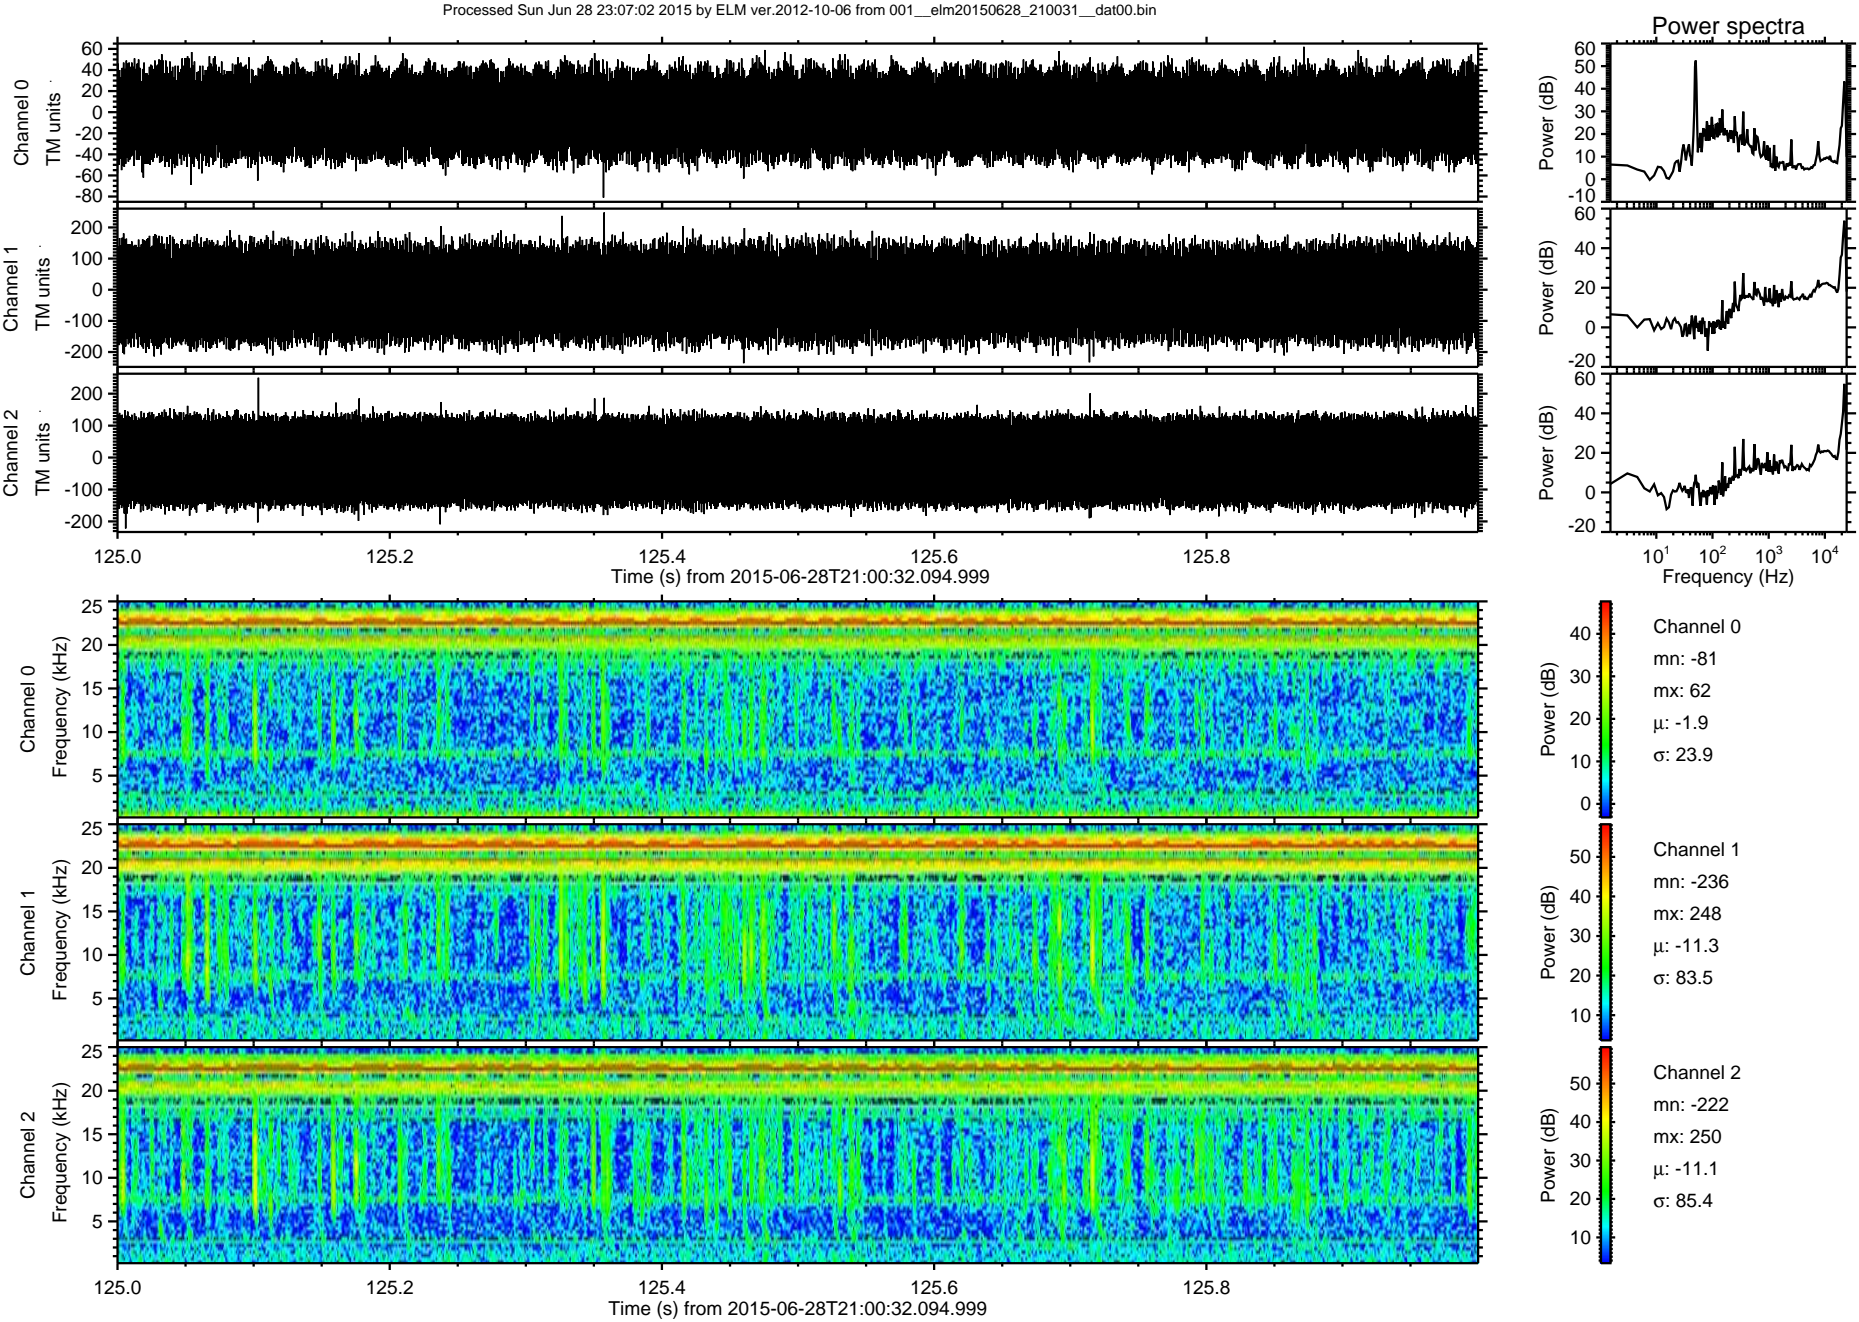 Processed Sun Jun 28 23:07:02 2015 by ELM ver.2012-10-06 from 001__elm20150628_210031__dat00.bin
Power spectra
Channel 0
TM units
60
40
20
0
-20
-40
-60
-80
Power (dB)
60
50
40
30
20
10
0
-10
Channel 1
TM units
200
100
0
-100
-200
Power (dB)
60
40
20
0
-20
Channel 2
TM units
200
100
0
-100
-200
Power (dB)
60
40
20
0
-20
125.0 125.2 125.4 125.6 125.8
Time (s) from 2015-06-28T21:00:32.094.999
10^1 10^2 10^3 10^4
Frequency (Hz)
Channel 0
Frequency (kHz)
25
20
15
10
5
Power (dB)
40
30
20
10
0
Channel 0
mn: -81
mx: 62
μ: -1.9
σ: 23.9
Channel 1
Frequency (kHz)
25
20
15
10
5
Power (dB)
50
40
30
20
10
Channel 1
mn: -236
mx: 248
μ: -11.3
σ: 83.5
Channel 2
Frequency (kHz)
25
20
15
10
5
Power (dB)
50
40
30
20
10
Channel 2
mn: -222
mx: 250
μ: -11.1
σ: 85.4
125.0 125.2 125.4 125.6 125.8
Time (s) from 2015-06-28T21:00:32.094.999